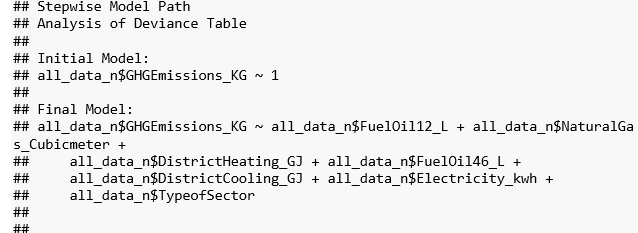 ## Stepwise Model Path
## Analysis of Deviance Table
##
## Initial Model:
## all_data_n$GHGEmissions_KG ~ 1
##
## Final Model:
## all_data_n$GHGEmissions_KG ~ all_data_n$FuelOil12_L + all_data_n$NaturalGa
s_Cubicmeter +
##     all_data_n$DistrictHeating_GJ + all_data_n$FuelOil46_L +
##     all_data_n$DistrictCooling_GJ + all_data_n$Electricity_kwh +
##     all_data_n$TypeofSector
##
##